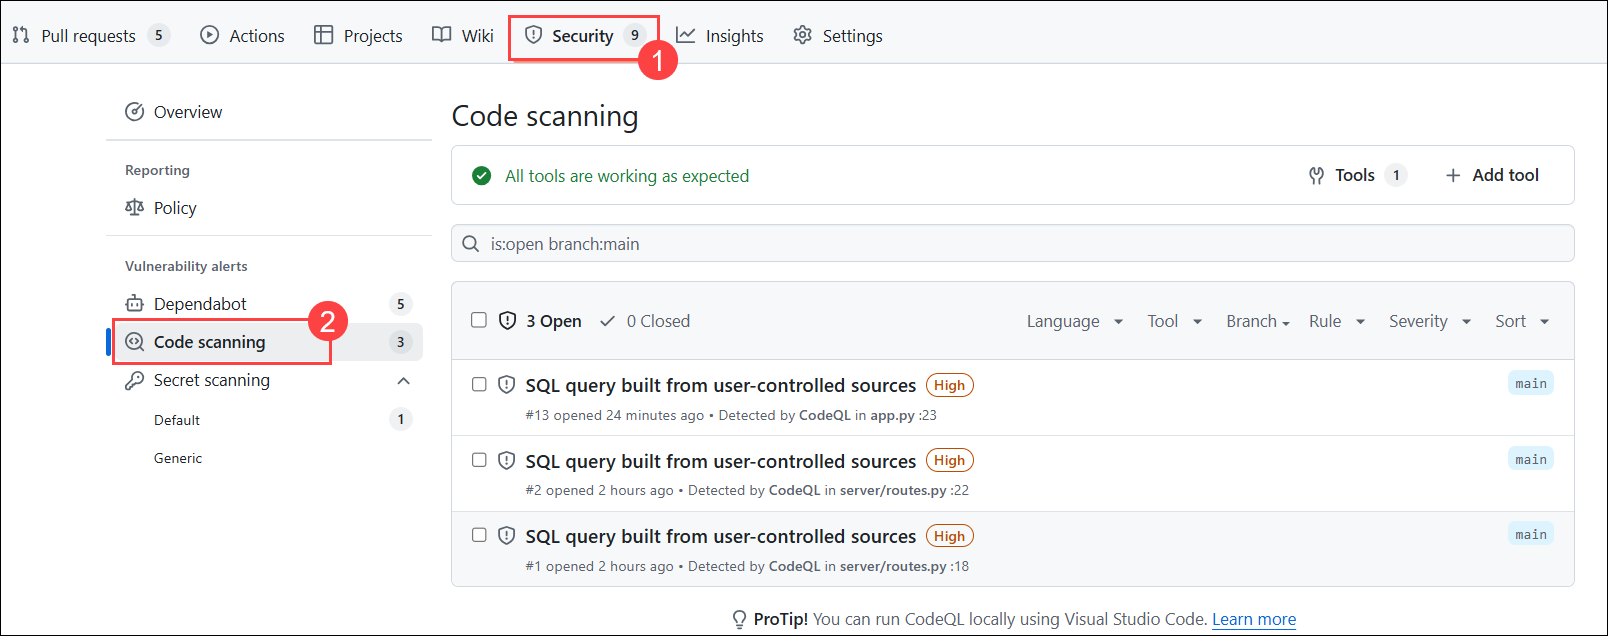 Pull requests 5 Actions Projects Wiki Security 9 Insights Settings
1
Overview
Reporting
Policy
Vulnerability alerts
Dependabot 5
2
Code scanning 3
Secret scanning
Default 1
Generic
Code scanning
All tools are working as expected Tools 1 Add tool
is:open branch:main
3 Open 0 Closed Language Tool Branch Rule Severity Sort
SQL query built from user-controlled sources High main
#13 opened 24 minutes ago • Detected by CodeQL in app.py :23
SQL query built from user-controlled sources High main
#2 opened 2 hours ago • Detected by CodeQL in server/routes.py :22
SQL query built from user-controlled sources High main
#1 opened 2 hours ago • Detected by CodeQL in server/routes.py :18
ProTip! You can run CodeQL locally using Visual Studio Code. Learn more